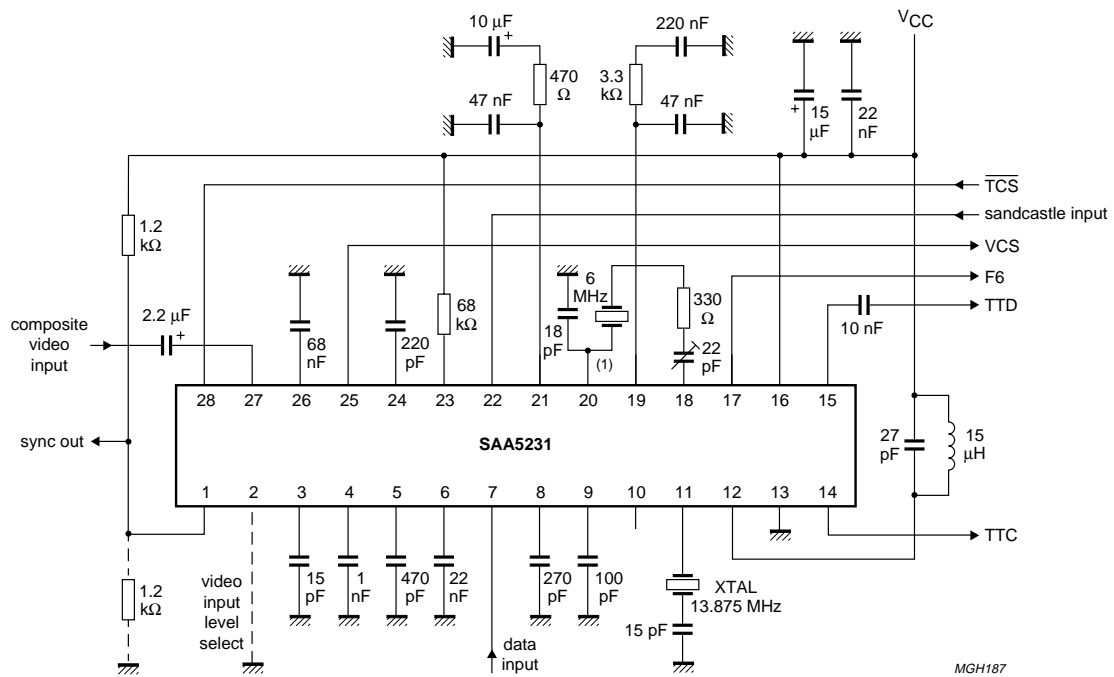 10 μF
+
220 nF
VCC
470
Ω
3.3
kΩ
47 nF
47 nF
+
15
μF
22
nF
TCS
sandcastle input
1.2
kΩ
VCS
F6
6
MHz
TTD
composite
video
input
2.2 μF
+
68
nF
220
pF
68
kΩ
18
pF
(1)
330
Ω
22
pF
10 nF
28 27 26 25 24 23 22 21 20 19 18 17 16 15
sync out
SAA5231
27
pF
15
μH
1 2 3 4 5 6 7 8 9 10 11 12 13 14
TTC
1.2
kΩ
video
input
level
select
15
pF
1
nF
470
pF
22
nF
270
pF
100
pF
XTAL
13.875 MHz
15 pF
data
input
MGH187